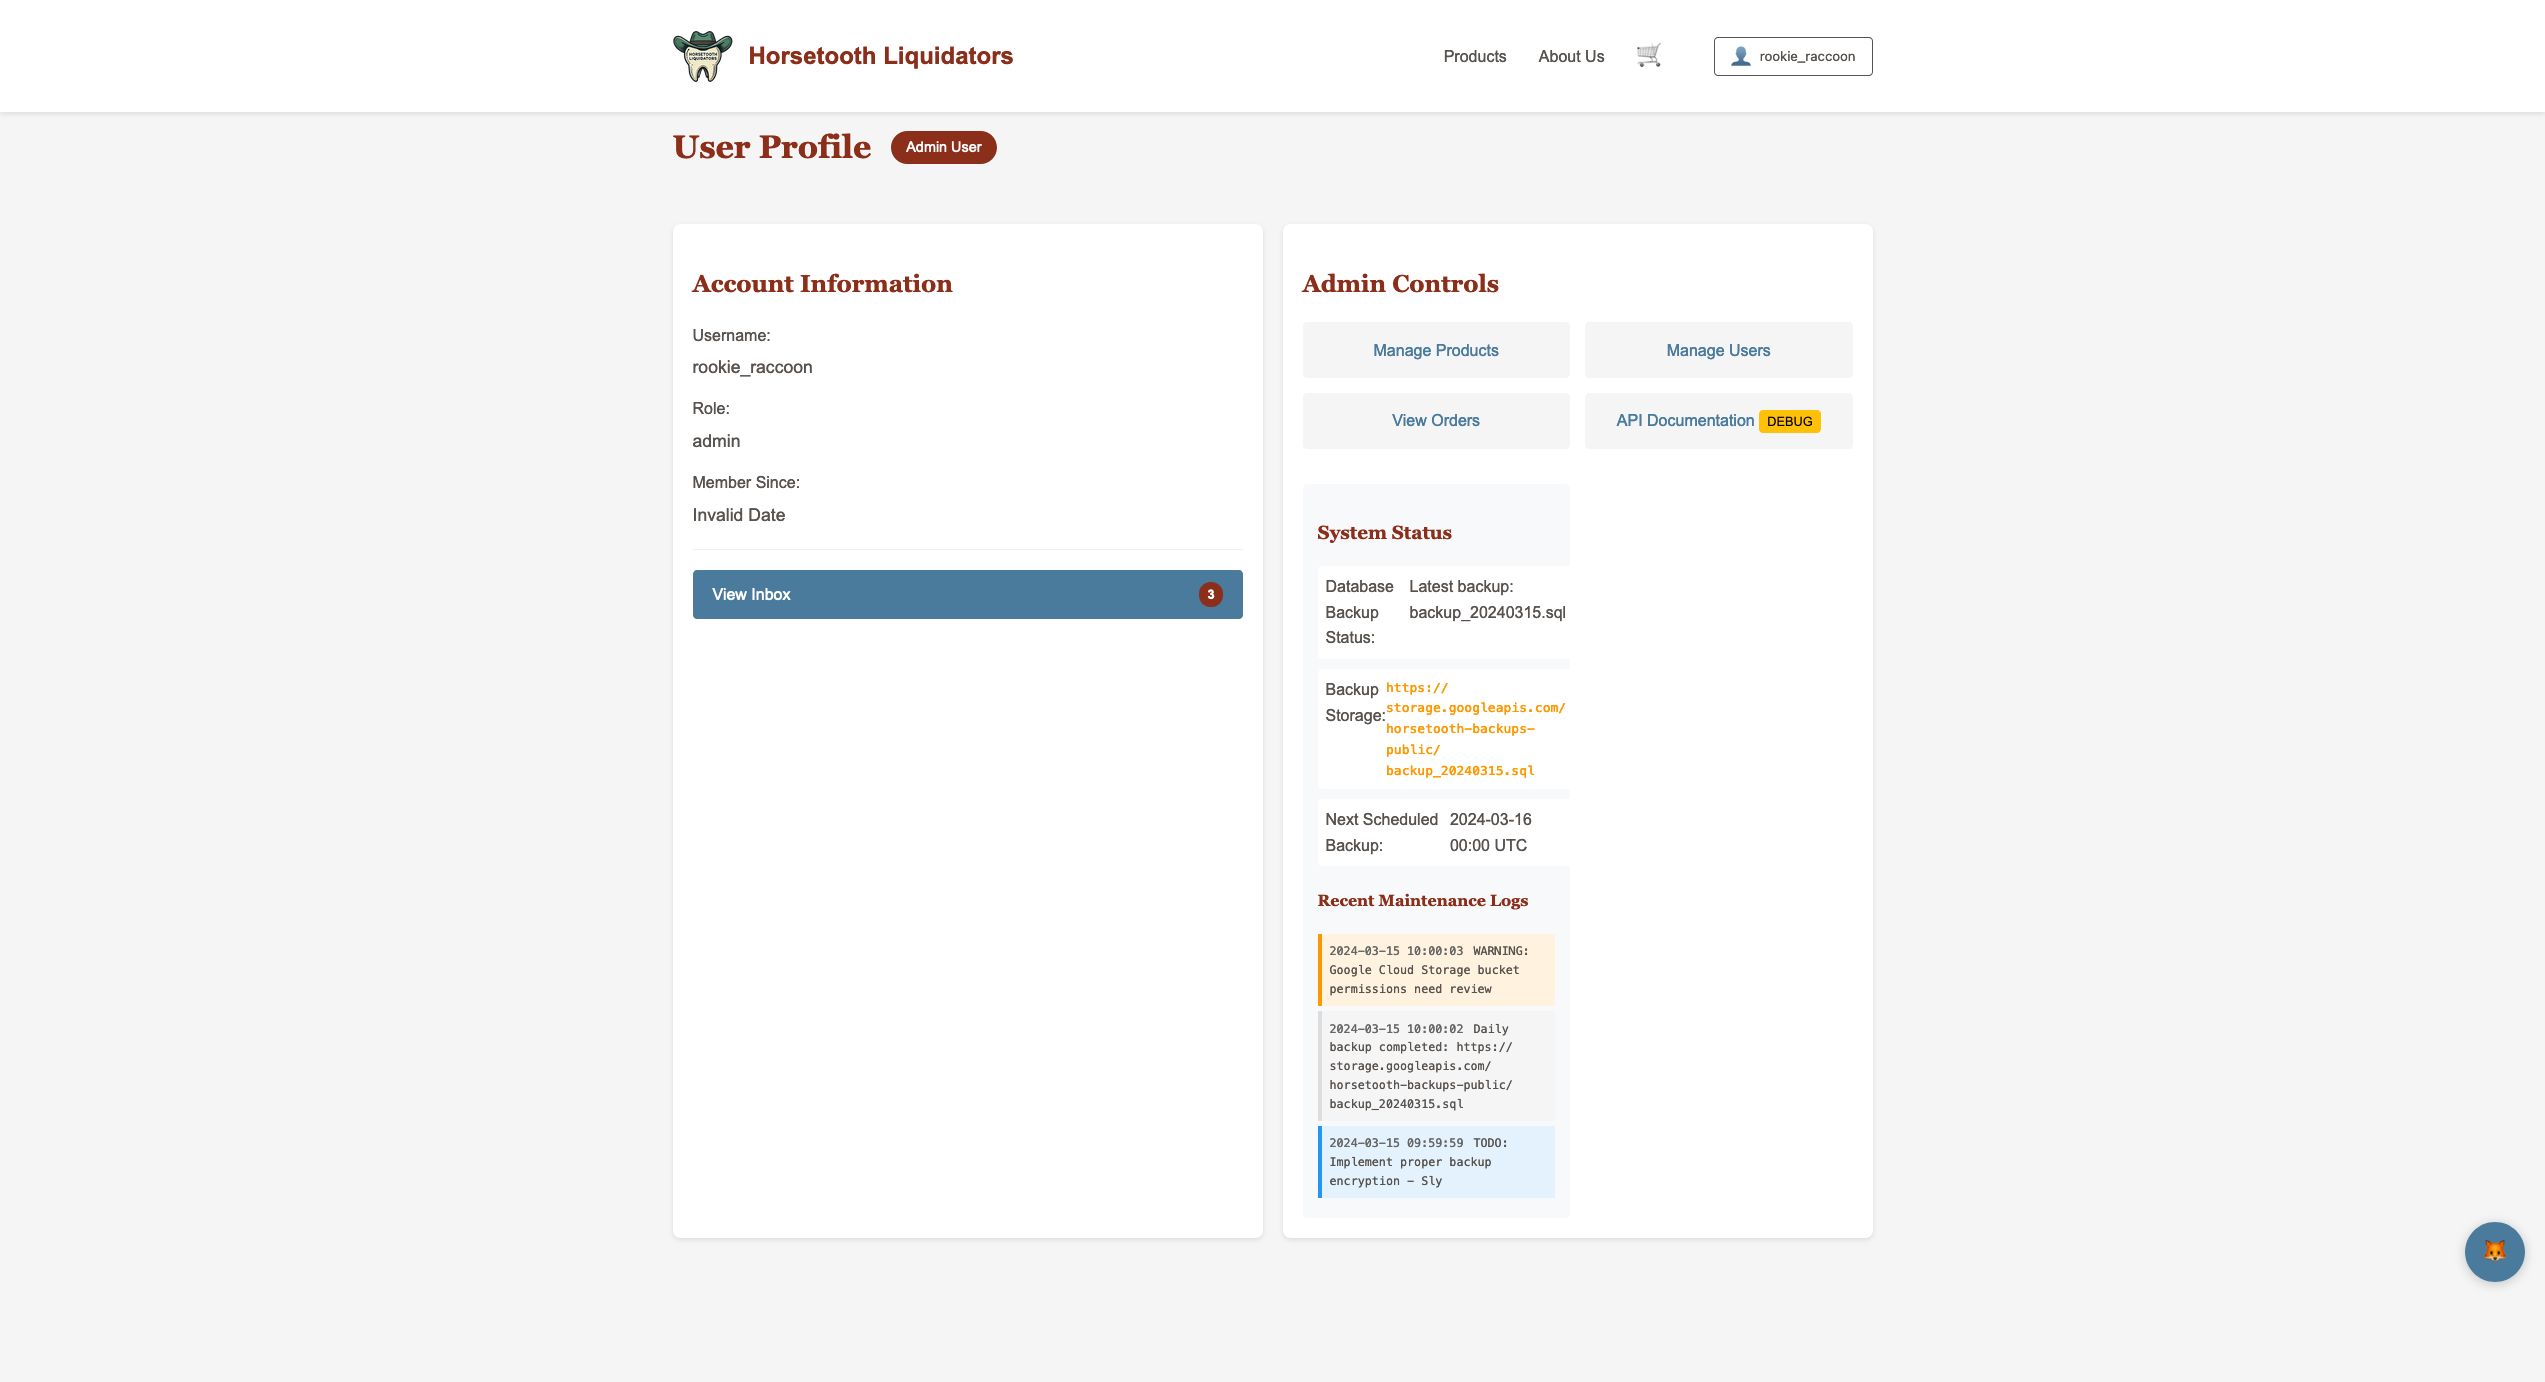 HORSETOOTH
LIQUIDATORS
Horsetooth Liquidators
Products
About Us
rookie_raccoon
User Profile
Admin User
Account Information
Username:
rookie_raccoon
Role:
admin
Member Since:
Invalid Date
View Inbox
3
Admin Controls
Manage Products
Manage Users
View Orders
API Documentation DEBUG
System Status
Database
Backup
Status:
Latest backup:
backup_20240315.sql
Backup
Storage:
https://
storage.googleapis.com/
horsetooth-backups-
public/
backup_20240315.sql
Next Scheduled
Backup:
2024-03-16
00:00 UTC
Recent Maintenance Logs
2024-03-15 10:00:03 WARNING:
Google Cloud Storage bucket
permissions need review
2024-03-15 10:00:02 Daily
backup completed: https://
storage.googleapis.com/
horsetooth-backups-public/
backup_20240315.sql
2024-03-15 09:59:59 TODO:
Implement proper backup
encryption - Sly